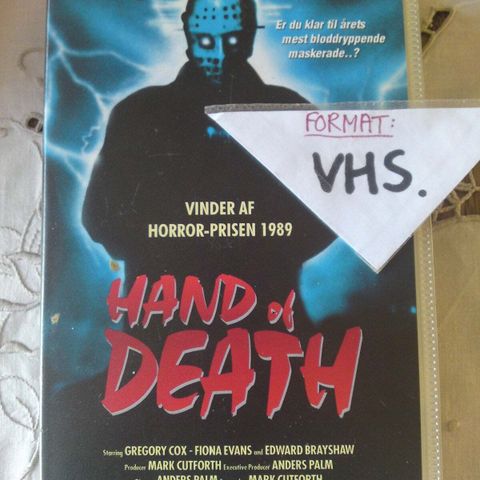 Er du klar til årets
mest bloddryppende
maskerade..?
FORMAT:
VHS.
VINDER AF
HORROR-PRISEN 1989
HAND of
DEATH
Starring GREGORY COX - FIONA EVANS and EDWARD BRAYSHAW
Producer MARK CUTFORTH Executive Producer ANDERS PALM
ANDERS PALM MARK CUTFORTH